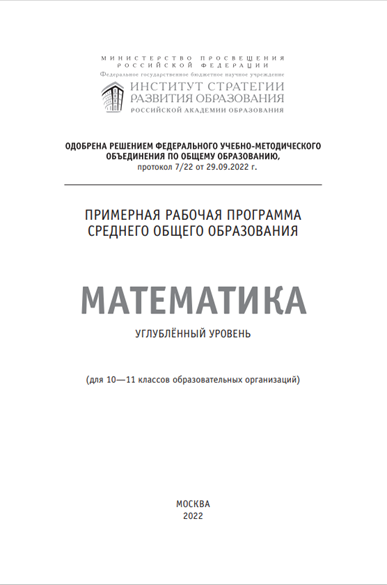 МИНИСТЕРСТВО ПРОСВЕЩЕНИЯ
РОССИЙСКОЙ ФЕДЕРАЦИИ
Федеральное государственное бюджетное научное учреждение
ИНСТИТУТ СТРАТЕГИИ
РАЗВИТИЯ ОБРАЗОВАНИЯ
РОССИЙСКОЙ АКАДЕМИИ ОБРАЗОВАНИЯ
ОДОБРЕНА РЕШЕНИЕМ ФЕДЕРАЛЬНОГО УЧЕБНО-МЕТОДИЧЕСКОГО
ОБЪЕДИНЕНИЯ ПО ОБЩЕМУ ОБРАЗОВАНИЮ,
протокол 7/22 от 29.09.2022 г.
ПРИМЕРНАЯ РАБОЧАЯ ПРОГРАММА
СРЕДНЕГО ОБЩЕГО ОБРАЗОВАНИЯ
МАТЕМАТИКА
УГЛУБЛЁННЫЙ УРОВЕНЬ
(для 10—11 классов образовательных организаций)
МОСКВА
2022